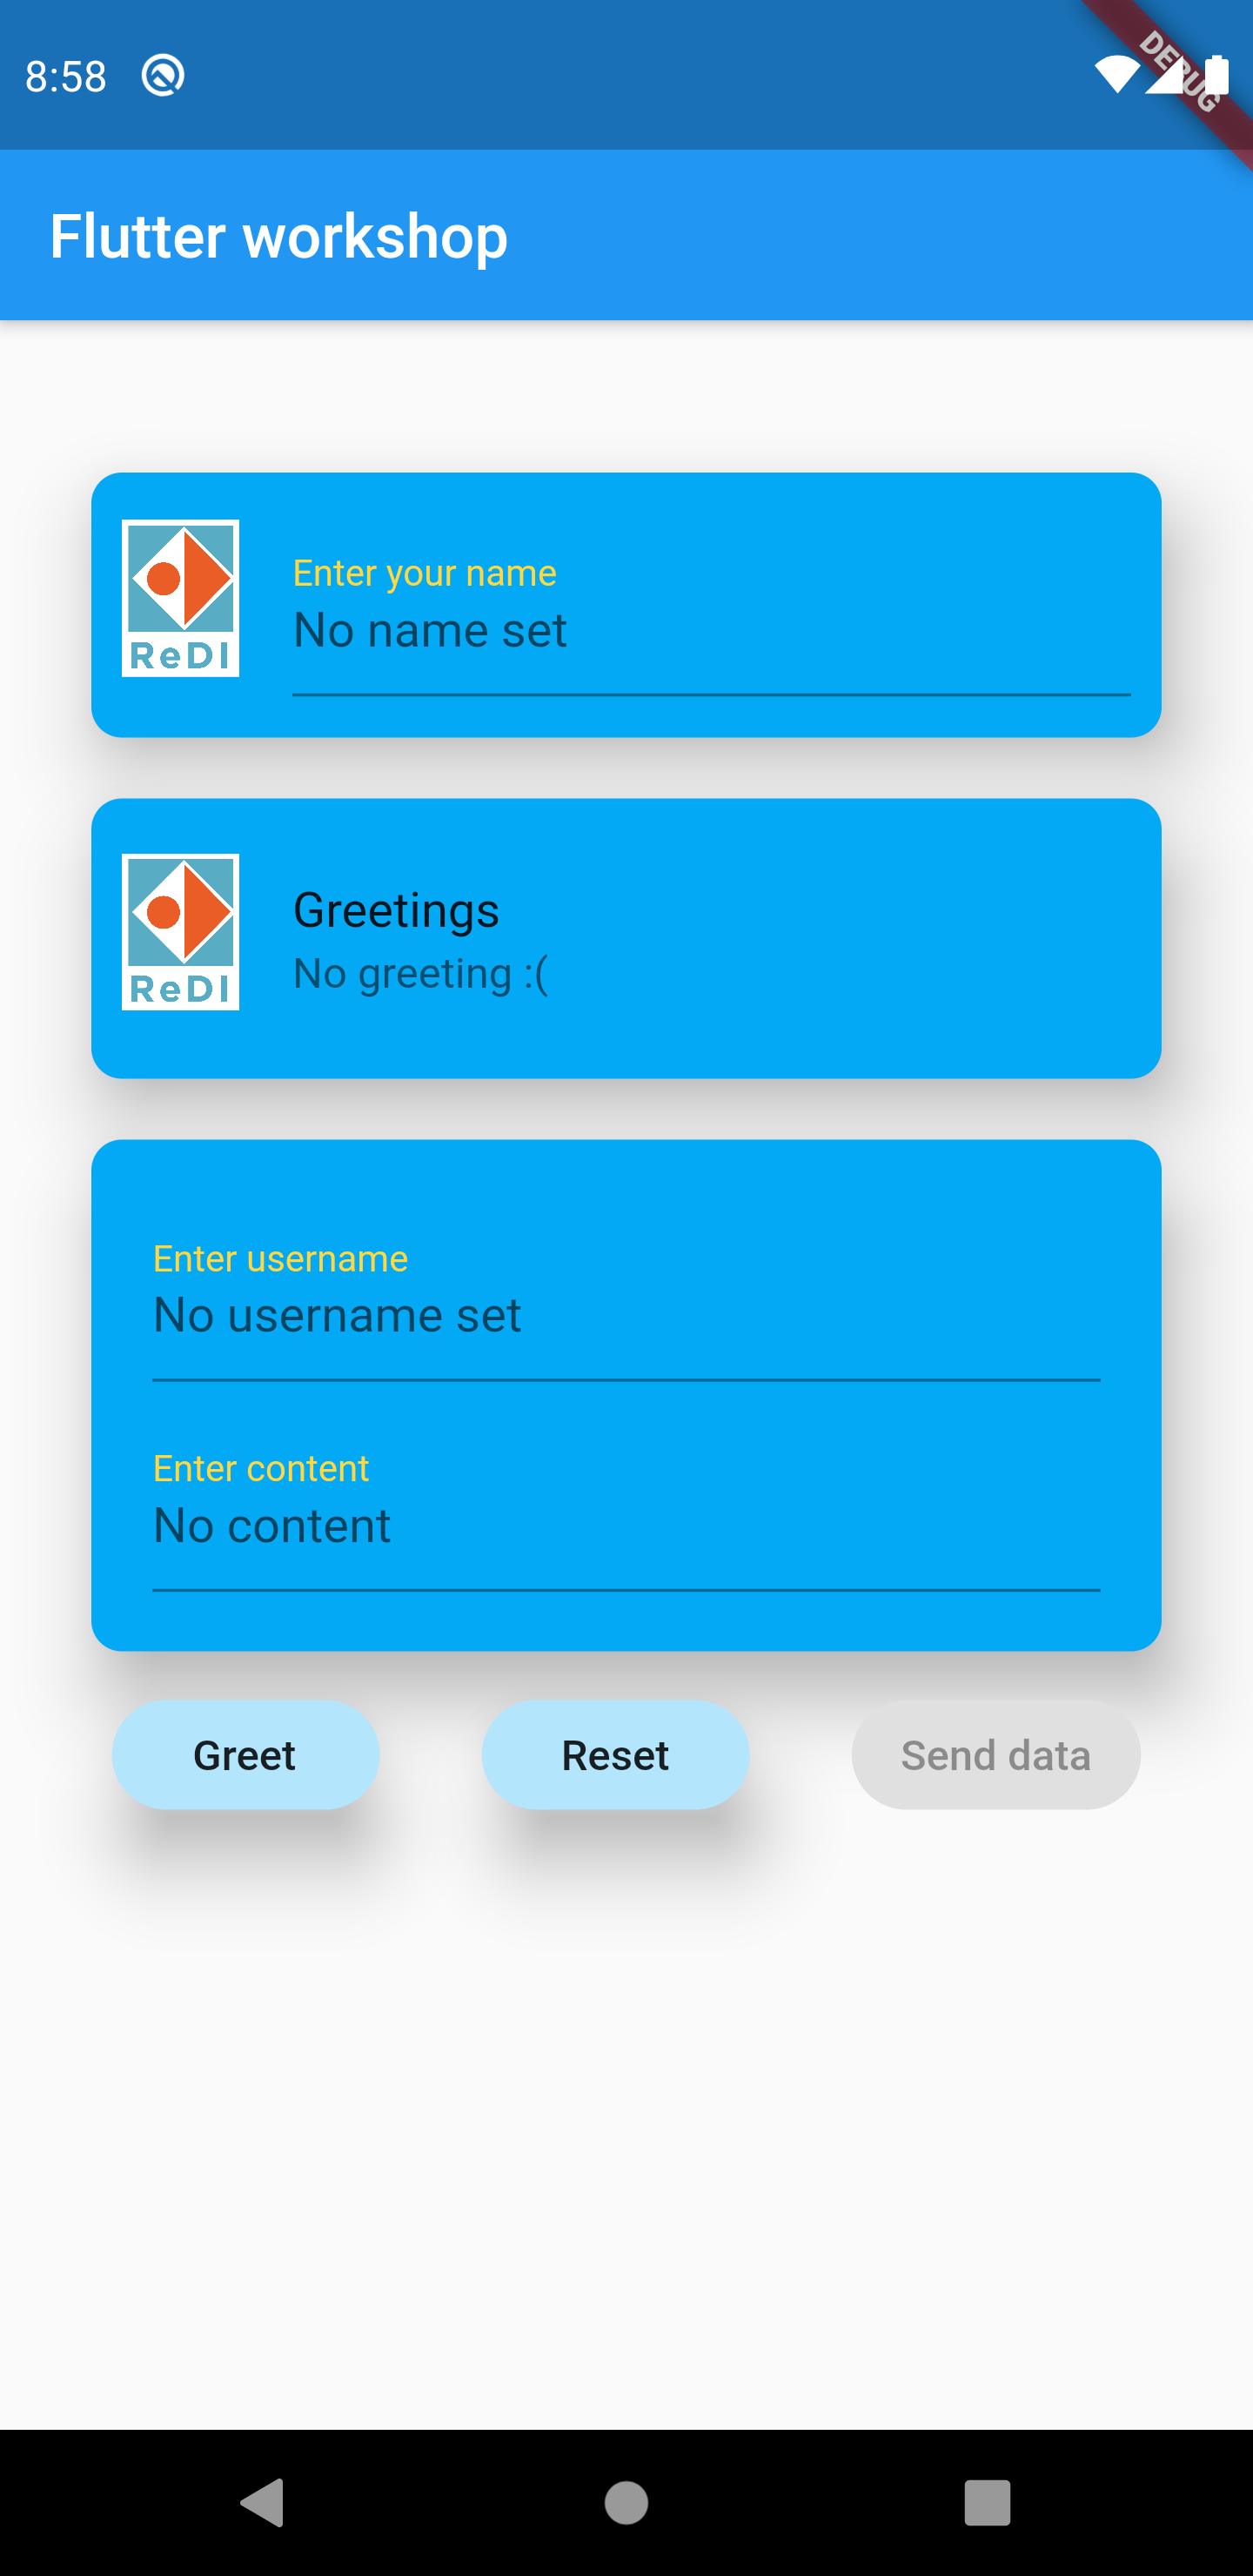 8:58
DEBUG
Flutter workshop
ReDI
Enter your name
No name set
ReDI
Greetings
No greeting :(
Enter username
No username set
Enter content
No content
Greet
Reset
Send data